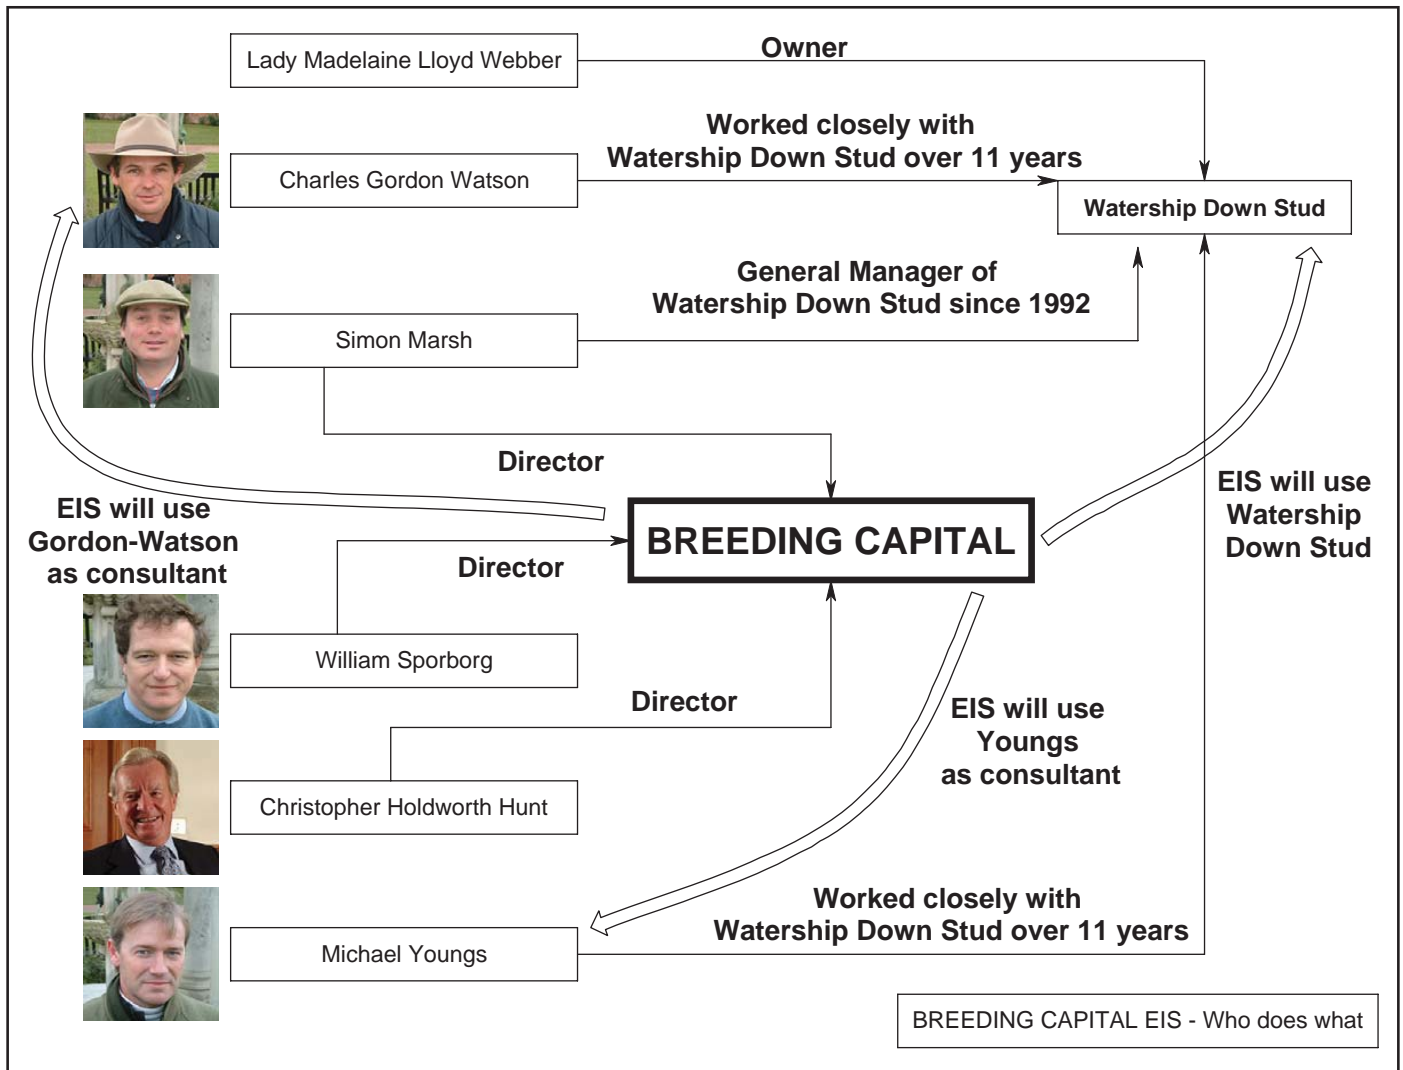 Owner
Lady Madelaine Lloyd Webber
Worked closely with
Watership Down Stud over 11 years
Charles Gordon Watson
Watership Down Stud
General Manager of
Watership Down Stud since 1992
Simon Marsh
Director
EIS will use
Gordon-Watson
as consultant
BREEDING CAPITAL
EIS will use
Watership
Down Stud
Director
William Sporborg
Director
EIS will use
Youngs
as consultant
Christopher Holdworth Hunt
Worked closely with
Watership Down Stud over 11 years
Michael Youngs
BREEDING CAPITAL EIS - Who does what